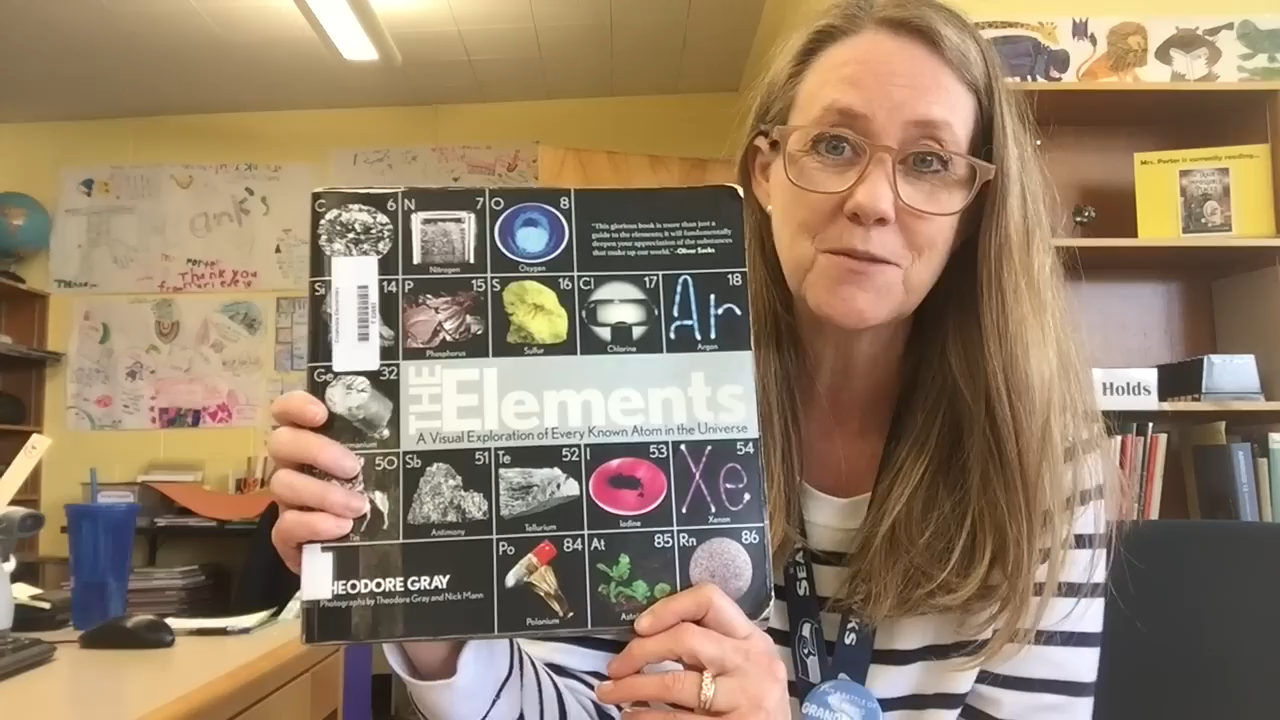 Mrs. Porter is currently reading...
Thank you
Holds
C 6
N 7
Nitrogen
O 8
Oxygen
"This glorious book is more than just a
guide to the elements; it will fundamentally
deepen your appreciation of the substances
that make up our world." –Oliver Sacks
Si 14
P 15
Phosphorus
S 16
Sulfur
Cl 17
Chlorine
Ar 18
Ar
Argon
Ge 32
THE Elements
A Visual Exploration of Every Known Atom in the Universe
50
Tin
Sb 51
Antimony
Te 52
Tellurium
I 53
Iodine
Xe 54
Xe
Xenon
HEODORE GRAY
Photographs by Theodore Gray and Nick Mann
Po 84
Polonium
At 85
Rn 86
SEA
KS